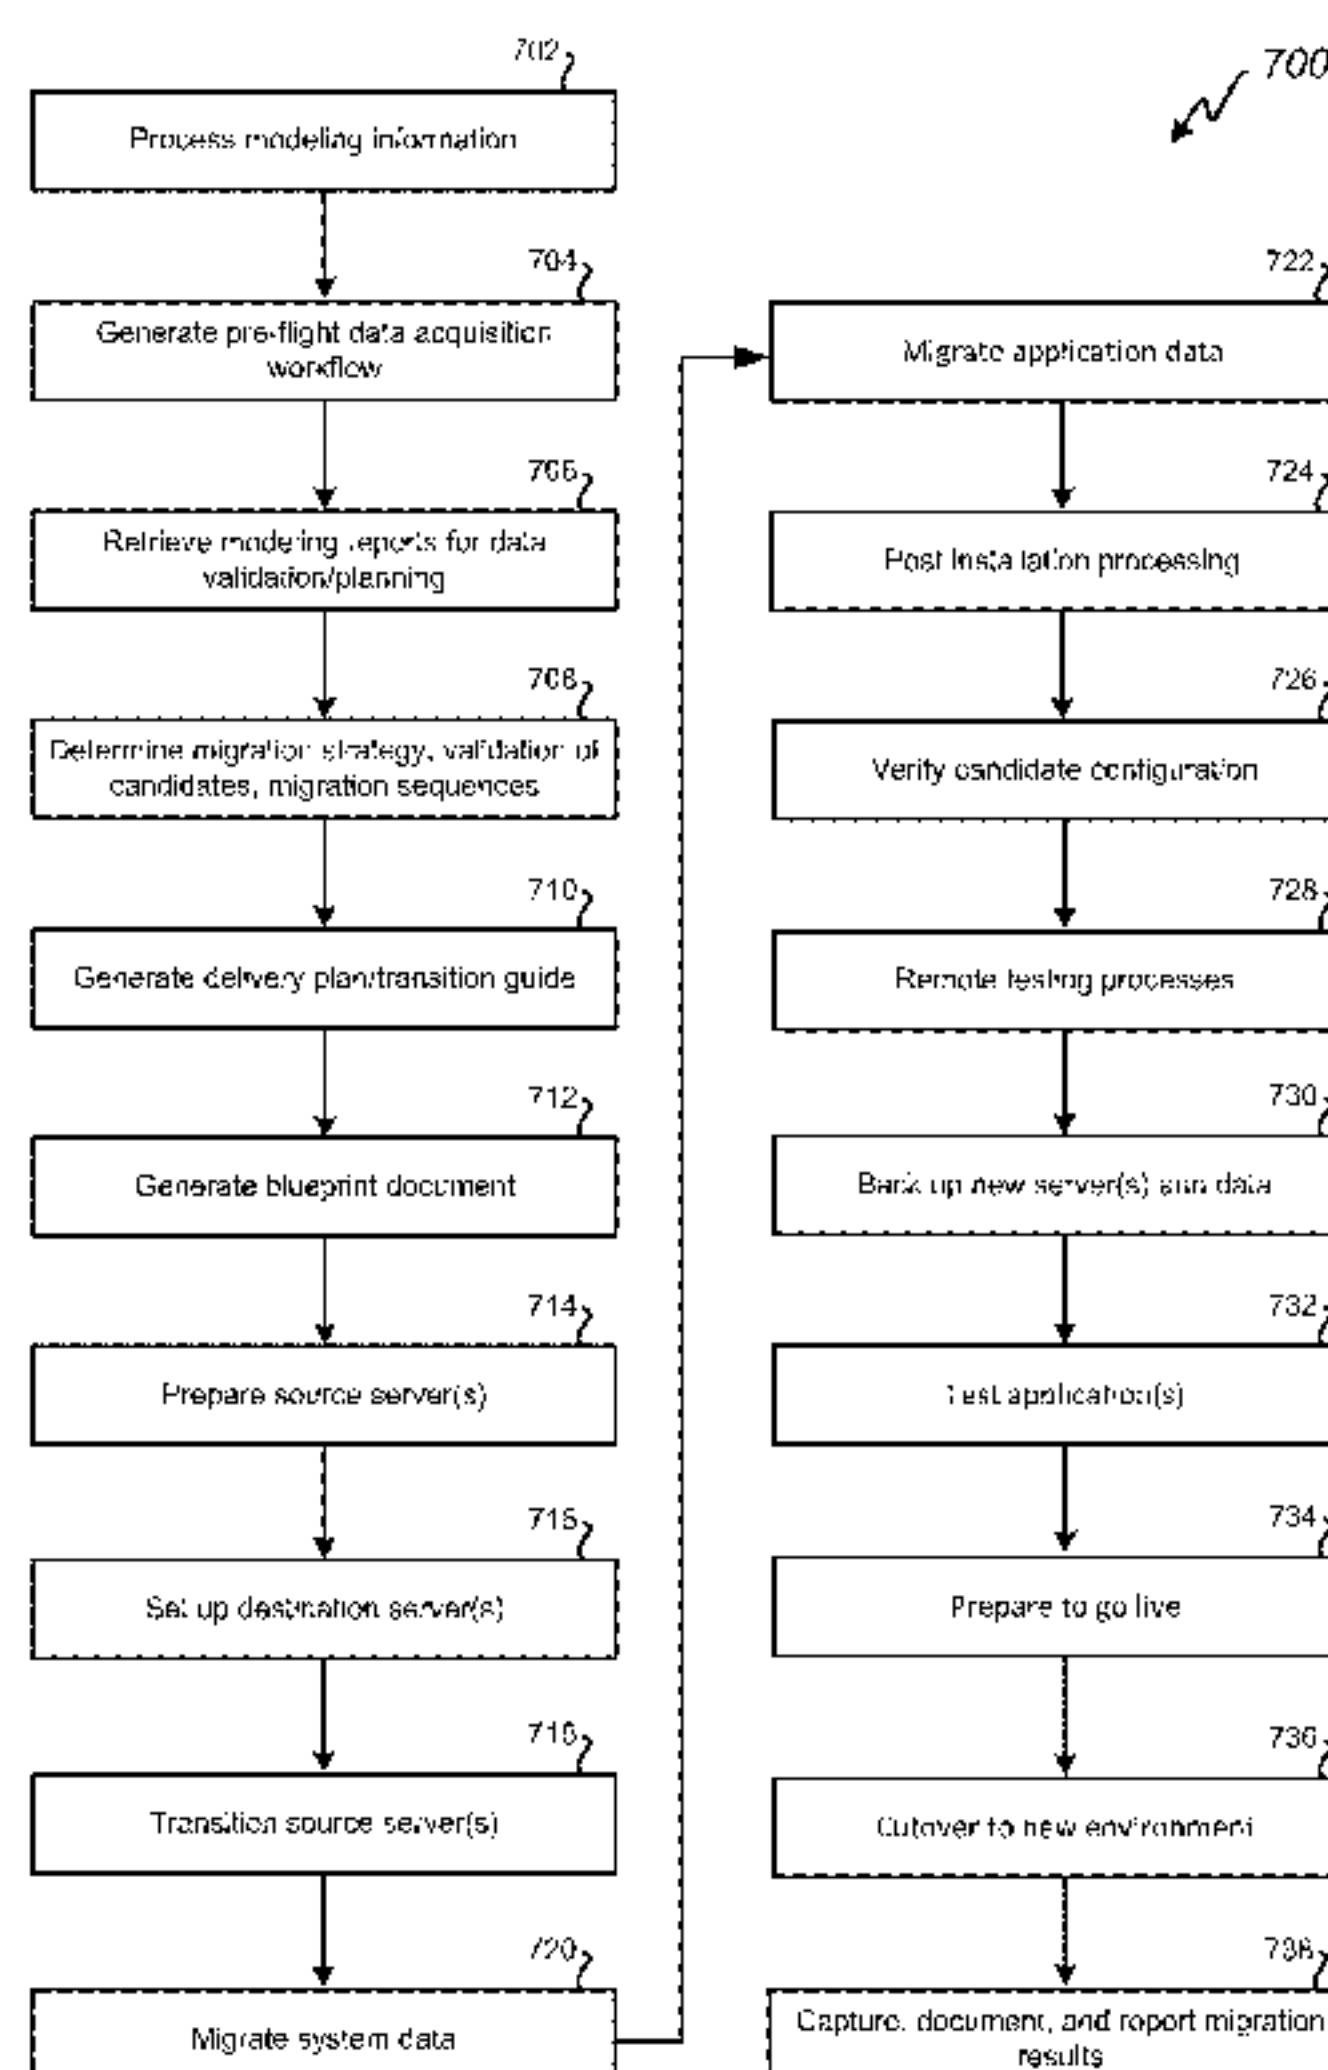 700
702
Process modeling information
704
Generate pre-flight data acquisition
workflow
706
Retrieve modeling reports for data
validation/planning
708
Determine migration strategy, validation of
candidates, migration sequences
710
Generate delivery plan/transition guide
712
Generate blueprint document
714
Prepare source server(s)
716
Set up destination server(s)
718
Transition source server(s)
720
Migrate system data
722
Migrate application data
724
Post installation processing
726
Verify candidate configuration
728
Remote testing processes
730
Back up new server(s) and data
732
Test application(s)
734
Prepare to go live
736
Cutover to new environment
738
Capture, document, and report migration
results